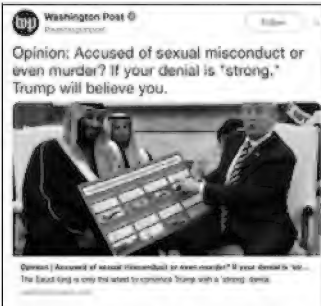 wp
Washington Post
@washingtonpost
Follow
Opinion: Accused of sexual misconduct or
even murder? If your denial is "strong,"
Trump will believe you.
Opinion | Accused of sexual misconduct or even murder? If your denial is 'str...
The Saudi king is only the latest to convince Trump with a 'strong' denial.